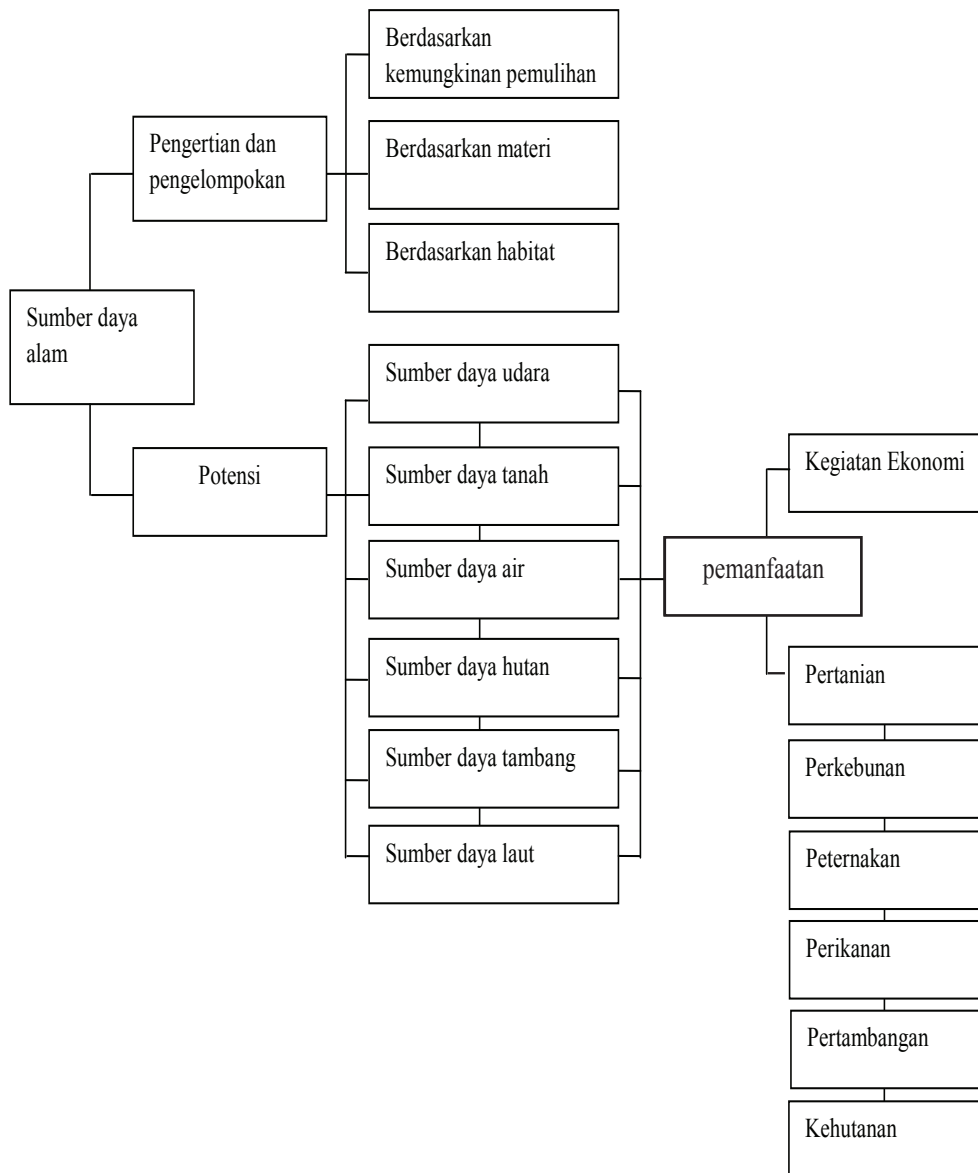 Berdasarkan
kemungkinan pemulihan
Pengertian dan
pengelompokan
Berdasarkan materi
Berdasarkan habitat
Sumber daya
alam
Sumber daya udara
Potensi
Sumber daya tanah
Kegiatan Ekonomi
Sumber daya air
pemanfaatan
Sumber daya hutan
Pertanian
Sumber daya tambang
Perkebunan
Sumber daya laut
Peternakan
Perikanan
Pertambangan
Kehutanan